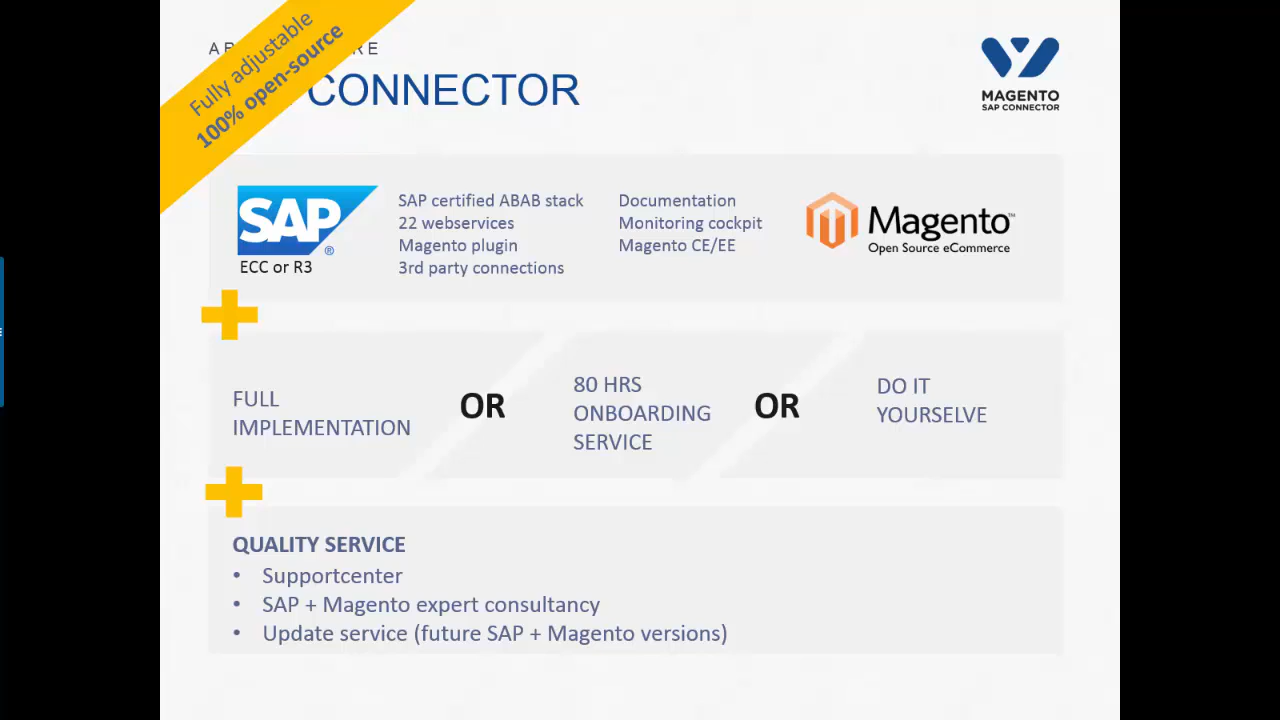 Fully adjustable
100% open-source
CONNECTOR
MAGENTO
SAP CONNECTOR
SAP
®
ECC or R3
SAP certified ABAB stack
22 webservices
Magento plugin
3rd party connections
Documentation
Monitoring cockpit
Magento CE/EE
Magento™
Open Source eCommerce
FULL
IMPLEMENTATION
OR
80 HRS
ONBOARDING
SERVICE
OR
DO IT
YOURSELVE
QUALITY SERVICE
• Supportcenter
• SAP + Magento expert consultancy
• Update service (future SAP + Magento versions)